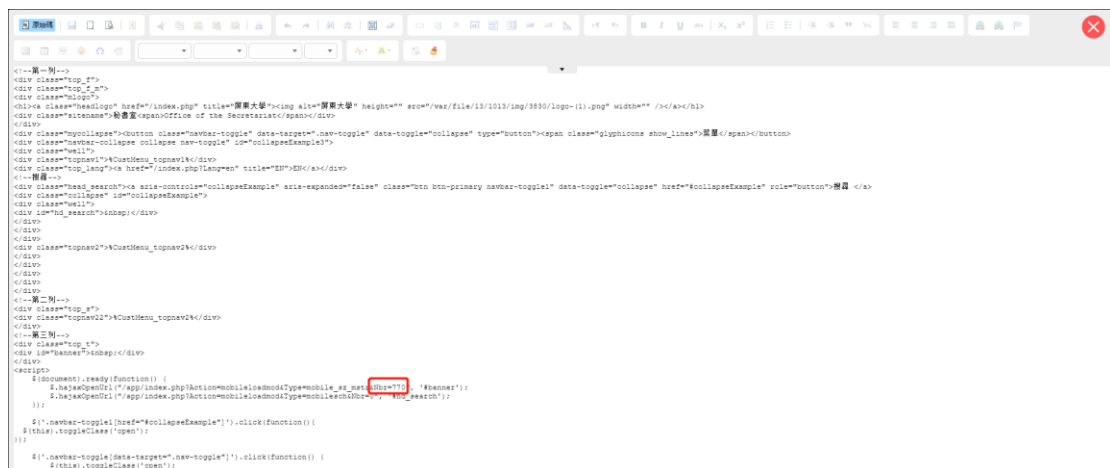 原始碼
<!--第一列-->
<div class="top_f">
<div class="top_f_m">
<div class="mlogo">
<h1><a class="headlogo" href="/index.php" title="屏東大學"><img alt="屏東大學" height="" src="/var/file/13/1013/img/3830/logo-(1).png" width="" /></a></h1>
<div class="sitename">秘書室<span>Office of the Secretariat</span></div>
</div>
<div class="mycollapse"><button class="navbar-toggle" data-target=".nav-toggle" data-toggle="collapse" type="button"><span class="glyphicons show_lines">菜單</span></button>
<div class="navbar-collapse collapse nav-toggle" id="collapseExample3">
<div class="well">
<div class="topnav1">%CustMenu_topnav1%</div>
<div class="top_lang"><a href="/index.php?Lang=en" title="EN">EN</a></div>
<!--搜尋-->
<div class="head_search"><a aria-controls="collapseExample" aria-expanded="false" class="btn btn-primary navbar-toggle1" data-toggle="collapse" href="#collapseExample" role="button">搜尋 </a>
<div class="collapse" id="collapseExample">
<div class="well">
<div id="hd_search">&nbsp;</div>
</div>
</div>
</div>
<div class="topnav2">%CustMenu_topnav2%</div>
</div>
</div>
</div>
</div>
</div>
<!--第二列-->
<div class="top_s">
<div class="topnav22">%CustMenu_topnav2%</div>
</div>
<!--第三列-->
<div class="top_t">
<div id="banner">&nbsp;</div>
</div>
<script>
$(document).ready(function() {
$.hajaxOpenUrl("/app/index.php?Action=mobileloadmod&Type=mobile_sz_mstr&Nbr=770", '#banner');
$.hajaxOpenUrl("/app/index.php?Action=mobileloadmod&Type=mobilesch&Nbr=0", '#hd_search');
});
$('.navbar-toggle1[href="#collapseExample"]').click(function(){
$(this).toggleClass('open');
});
$('.navbar-toggle[data-target=".nav-toggle"]').click(function() {
$(this).toggleClass('open');